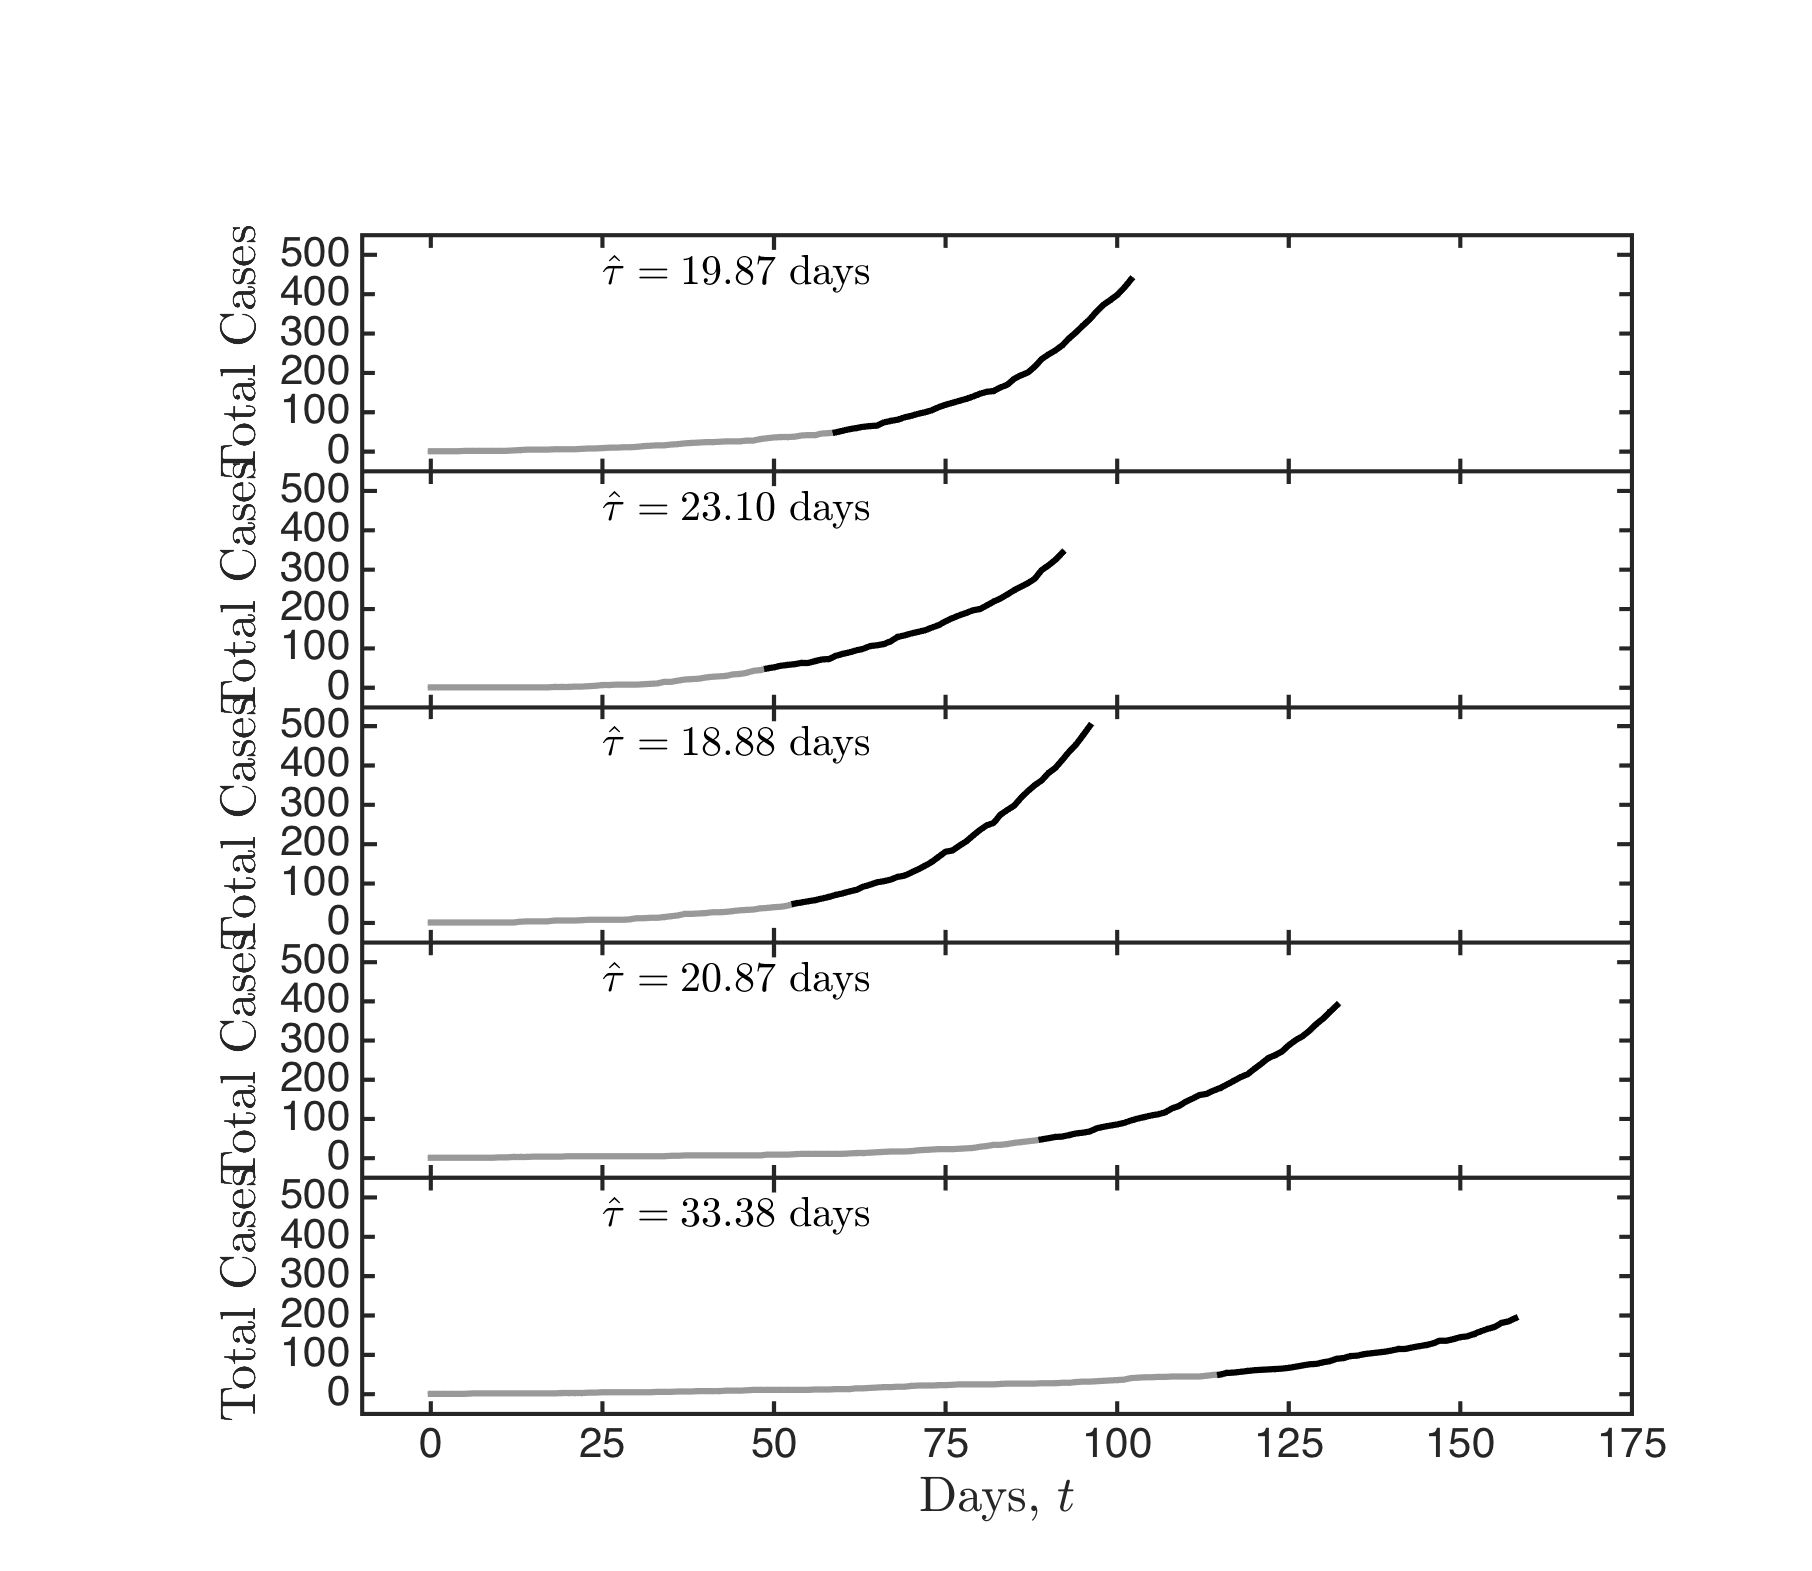 Total Cases
500
400
300
200
100
0
τ̂ = 19.87 days
Total Cases
500
400
300
200
100
0
τ̂ = 23.10 days
Total Cases
500
400
300
200
100
0
τ̂ = 18.88 days
Total Cases
500
400
300
200
100
0
τ̂ = 20.87 days
Total Cases
500
400
300
200
100
0
τ̂ = 33.38 days
0 25 50 75 100 125 150 175
Days, t